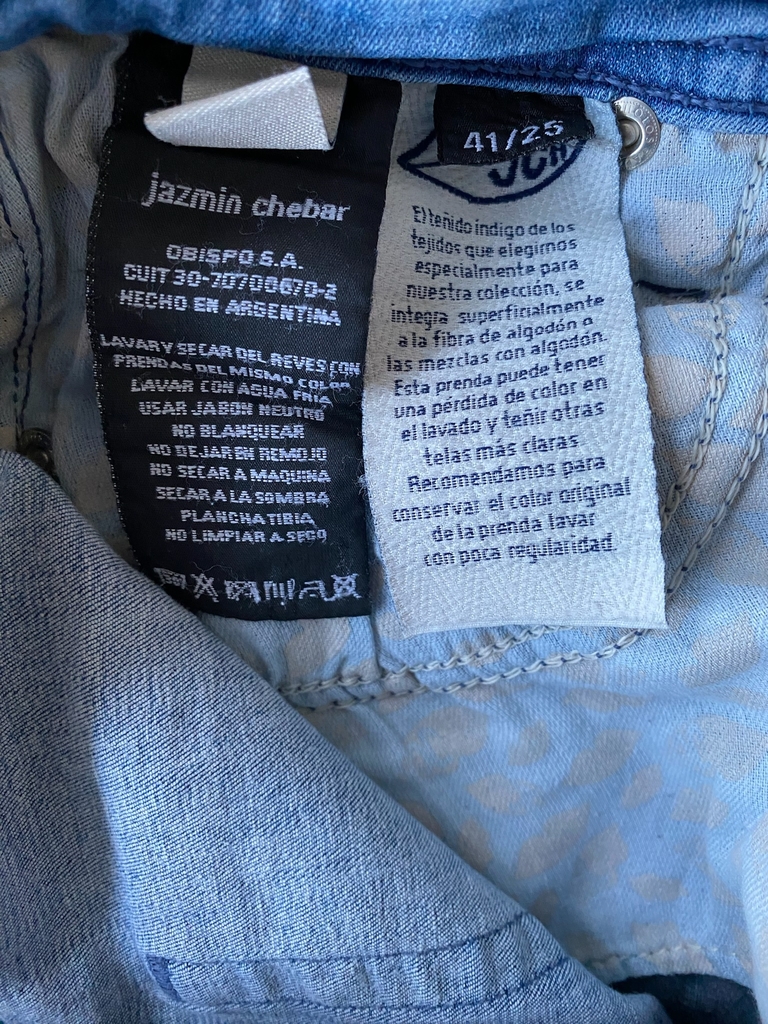 jazmin chebar
OBISPO S.A.
CUIT 30-70700670-2
HECHO EN ARGENTINA
LAVAR Y SECAR DEL REVES CON
PRENDAS DEL MISMO COLOR
LAVAR CON AGUA FRIA
USAR JABON NEUTRO
NO BLANQUEAR
NO DEJAR EN REMOJO
NO SECAR A MAQUINA
SECAR A LA SOMBRA
PLANCHA TIBIA
NO LIMPIAR A SECO
41/25
JCH
El teñido indigo de los
tejidos que elegimos
especialmente para
nuestra colección, se
integra superficialmente
a la fibra de algodón o
las mezclas con algodón.
Esta prenda puede tener
una pérdida de color en
el lavado y teñir otras
telas más claras
Recomendamos para
conservar el color original
de la prenda lavar
con poca regularidad.